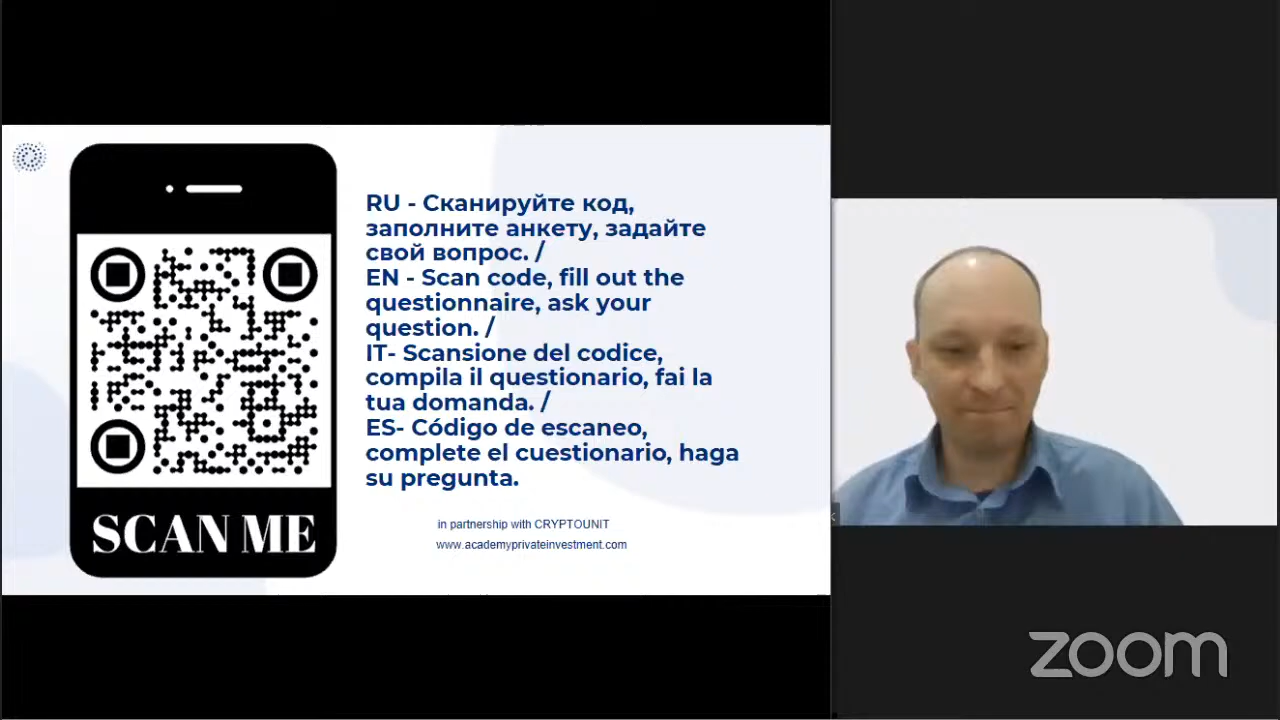 RU - Сканируйте код,
заполните анкету, задайте
свой вопрос. /
EN - Scan code, fill out the
questionnaire, ask your
question. /
IT- Scansione del codice,
compila il questionario, fai la
tua domanda. /
ES- Código de escaneo,
complete el cuestionario, haga
su pregunta.
SCAN ME
in partnership with CRYPTOUNIT
www.academyprivateinvestment.com
zoom